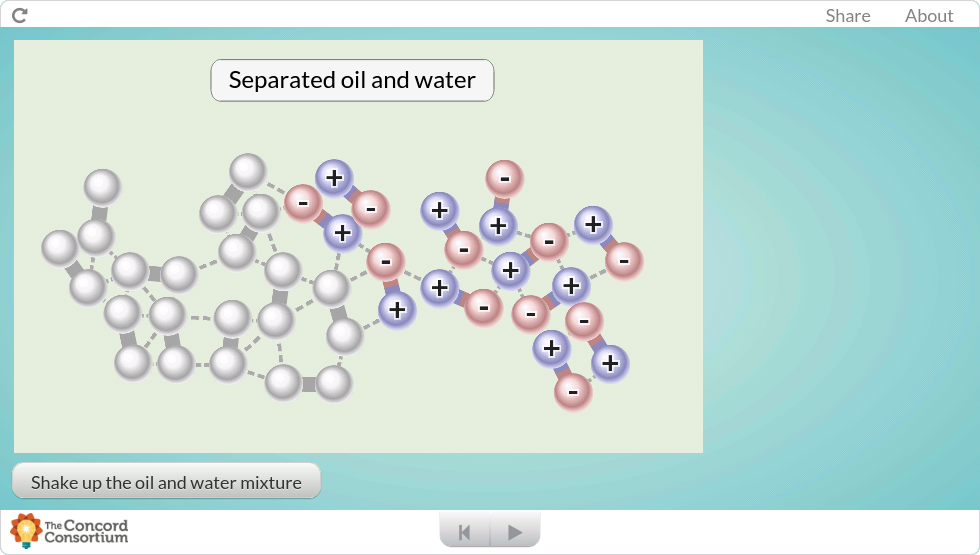 Share About
Separated oil and water
+
- - + - +
+ - + - +
- + -
+ - +
- + - - -
+ +
-
Shake up the oil and water mixture
The Concord
Consortium